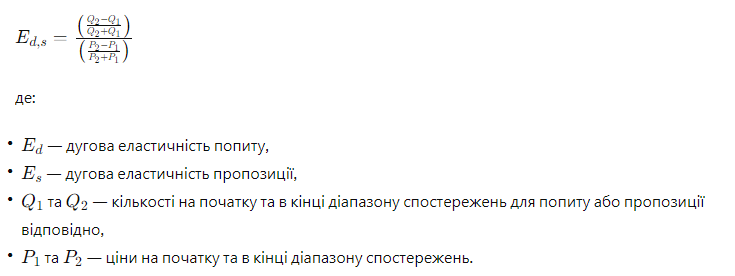 E_{d,s} = \frac{\left(\frac{Q_2-Q_1}{Q_2+Q_1}\right)}{\left(\frac{P_2-P_1}{P_2+P_1}\right)}
де:
• E_d — дугова еластичність попиту,
• E_s — дугова еластичність пропозиції,
• Q_1 та Q_2 — кількості на початку та в кінці діапазону спостережень для попиту або пропозиції
відповідно,
• P_1 та P_2 — ціни на початку та в кінці діапазону спостережень.